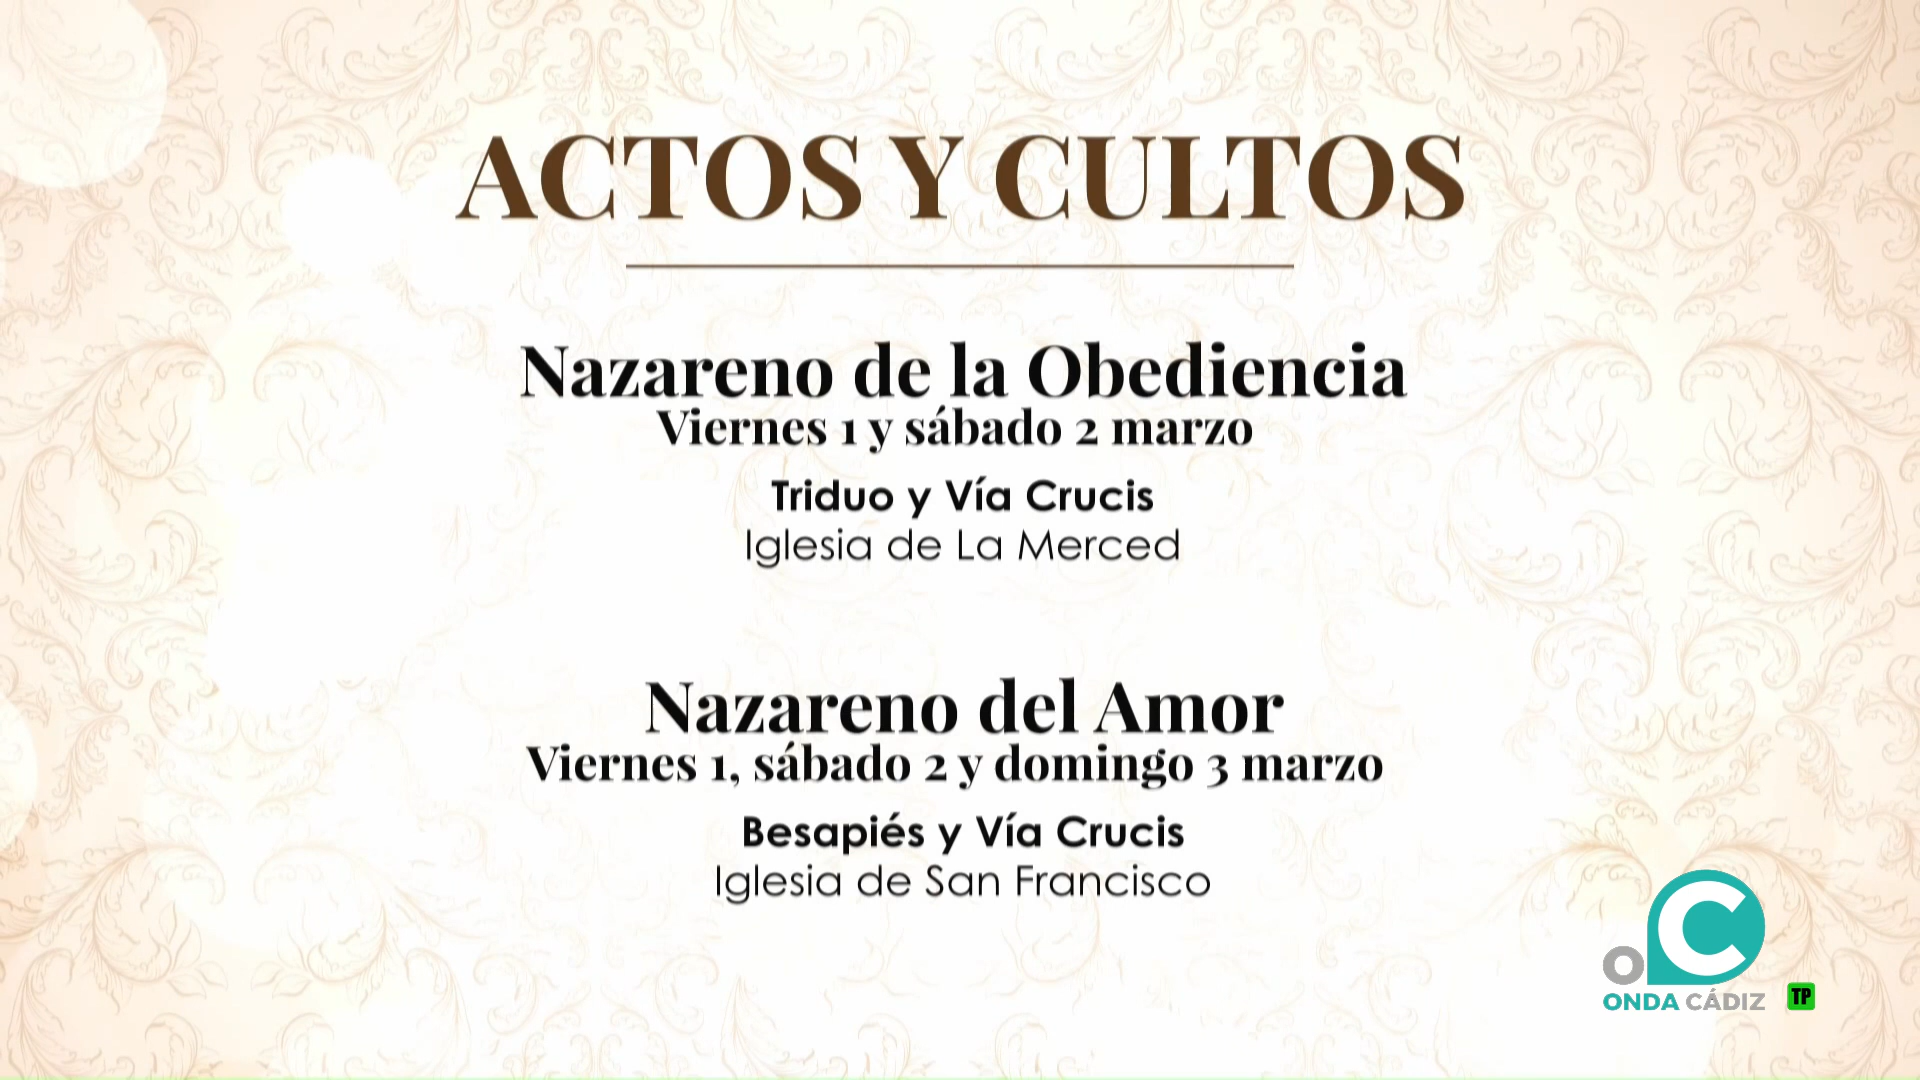 ACTOS Y CULTOS
Nazareno de la Obediencia
Viernes 1 y sábado 2 marzo
Triduo y Vía Crucis
Iglesia de La Merced
Nazareno del Amor
Viernes 1, sábado 2 y domingo 3 marzo
Besapiés y Vía Crucis
Iglesia de San Francisco
OC
ONDA CÁDIZ
TP